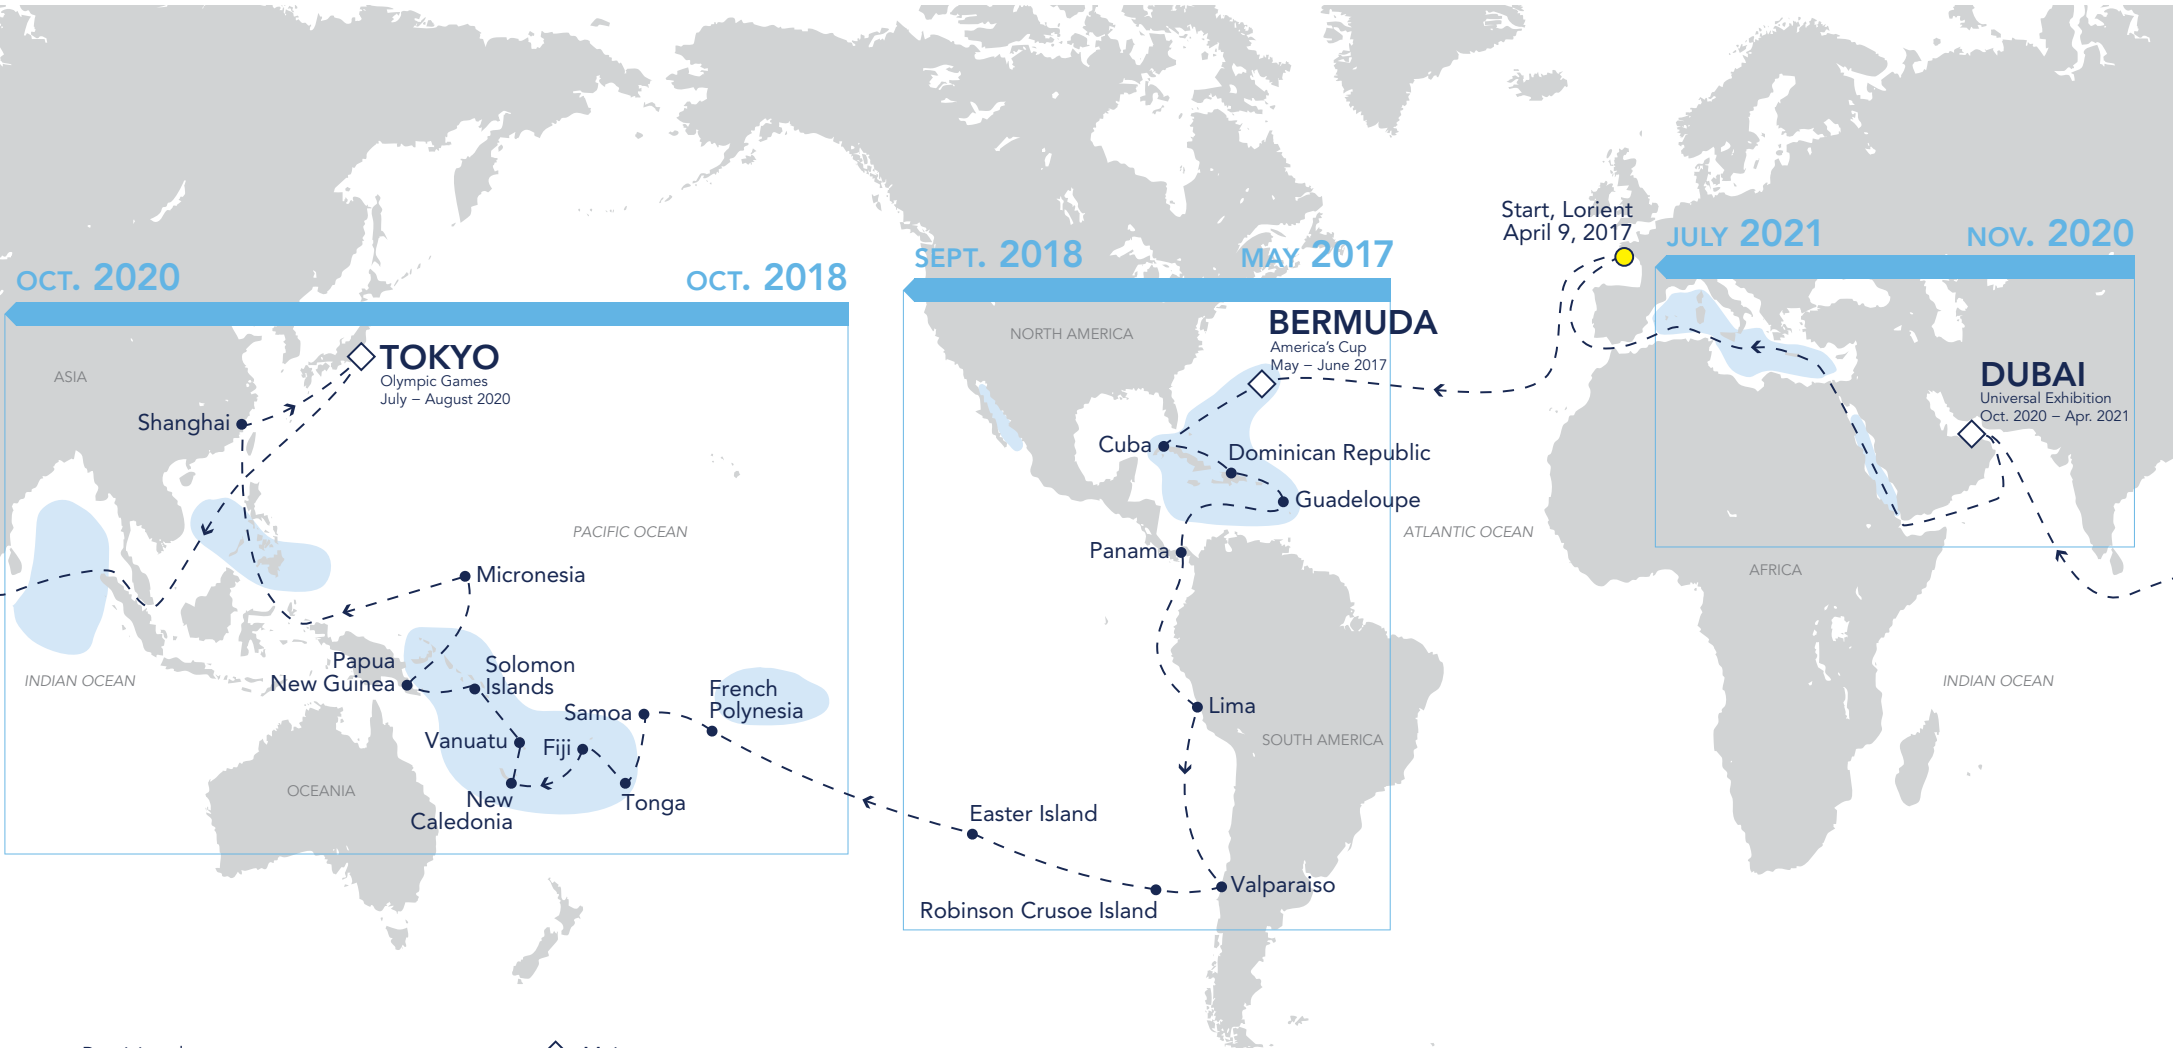 Start, Lorient
April 9, 2017
JULY 2021
NOV. 2020
SEPT. 2018
MAY 2017
OCT. 2020
OCT. 2018
BERMUDA
America's Cup
May – June 2017
NORTH AMERICA
TOKYO
Olympic Games
July – August 2020
ASIA
DUBAI
Universal Exhibition
Oct. 2020 – Apr. 2021
Shanghai
Cuba
Dominican Republic
Guadeloupe
PACIFIC OCEAN
ATLANTIC OCEAN
Panama
Micronesia
AFRICA
Papua
New Guinea
Solomon
Islands
INDIAN OCEAN
French
Polynesia
Samoa
Lima
INDIAN OCEAN
Vanuatu
Fiji
SOUTH AMERICA
OCEANIA
New
Caledonia
Tonga
Easter Island
Valparaiso
Robinson Crusoe Island